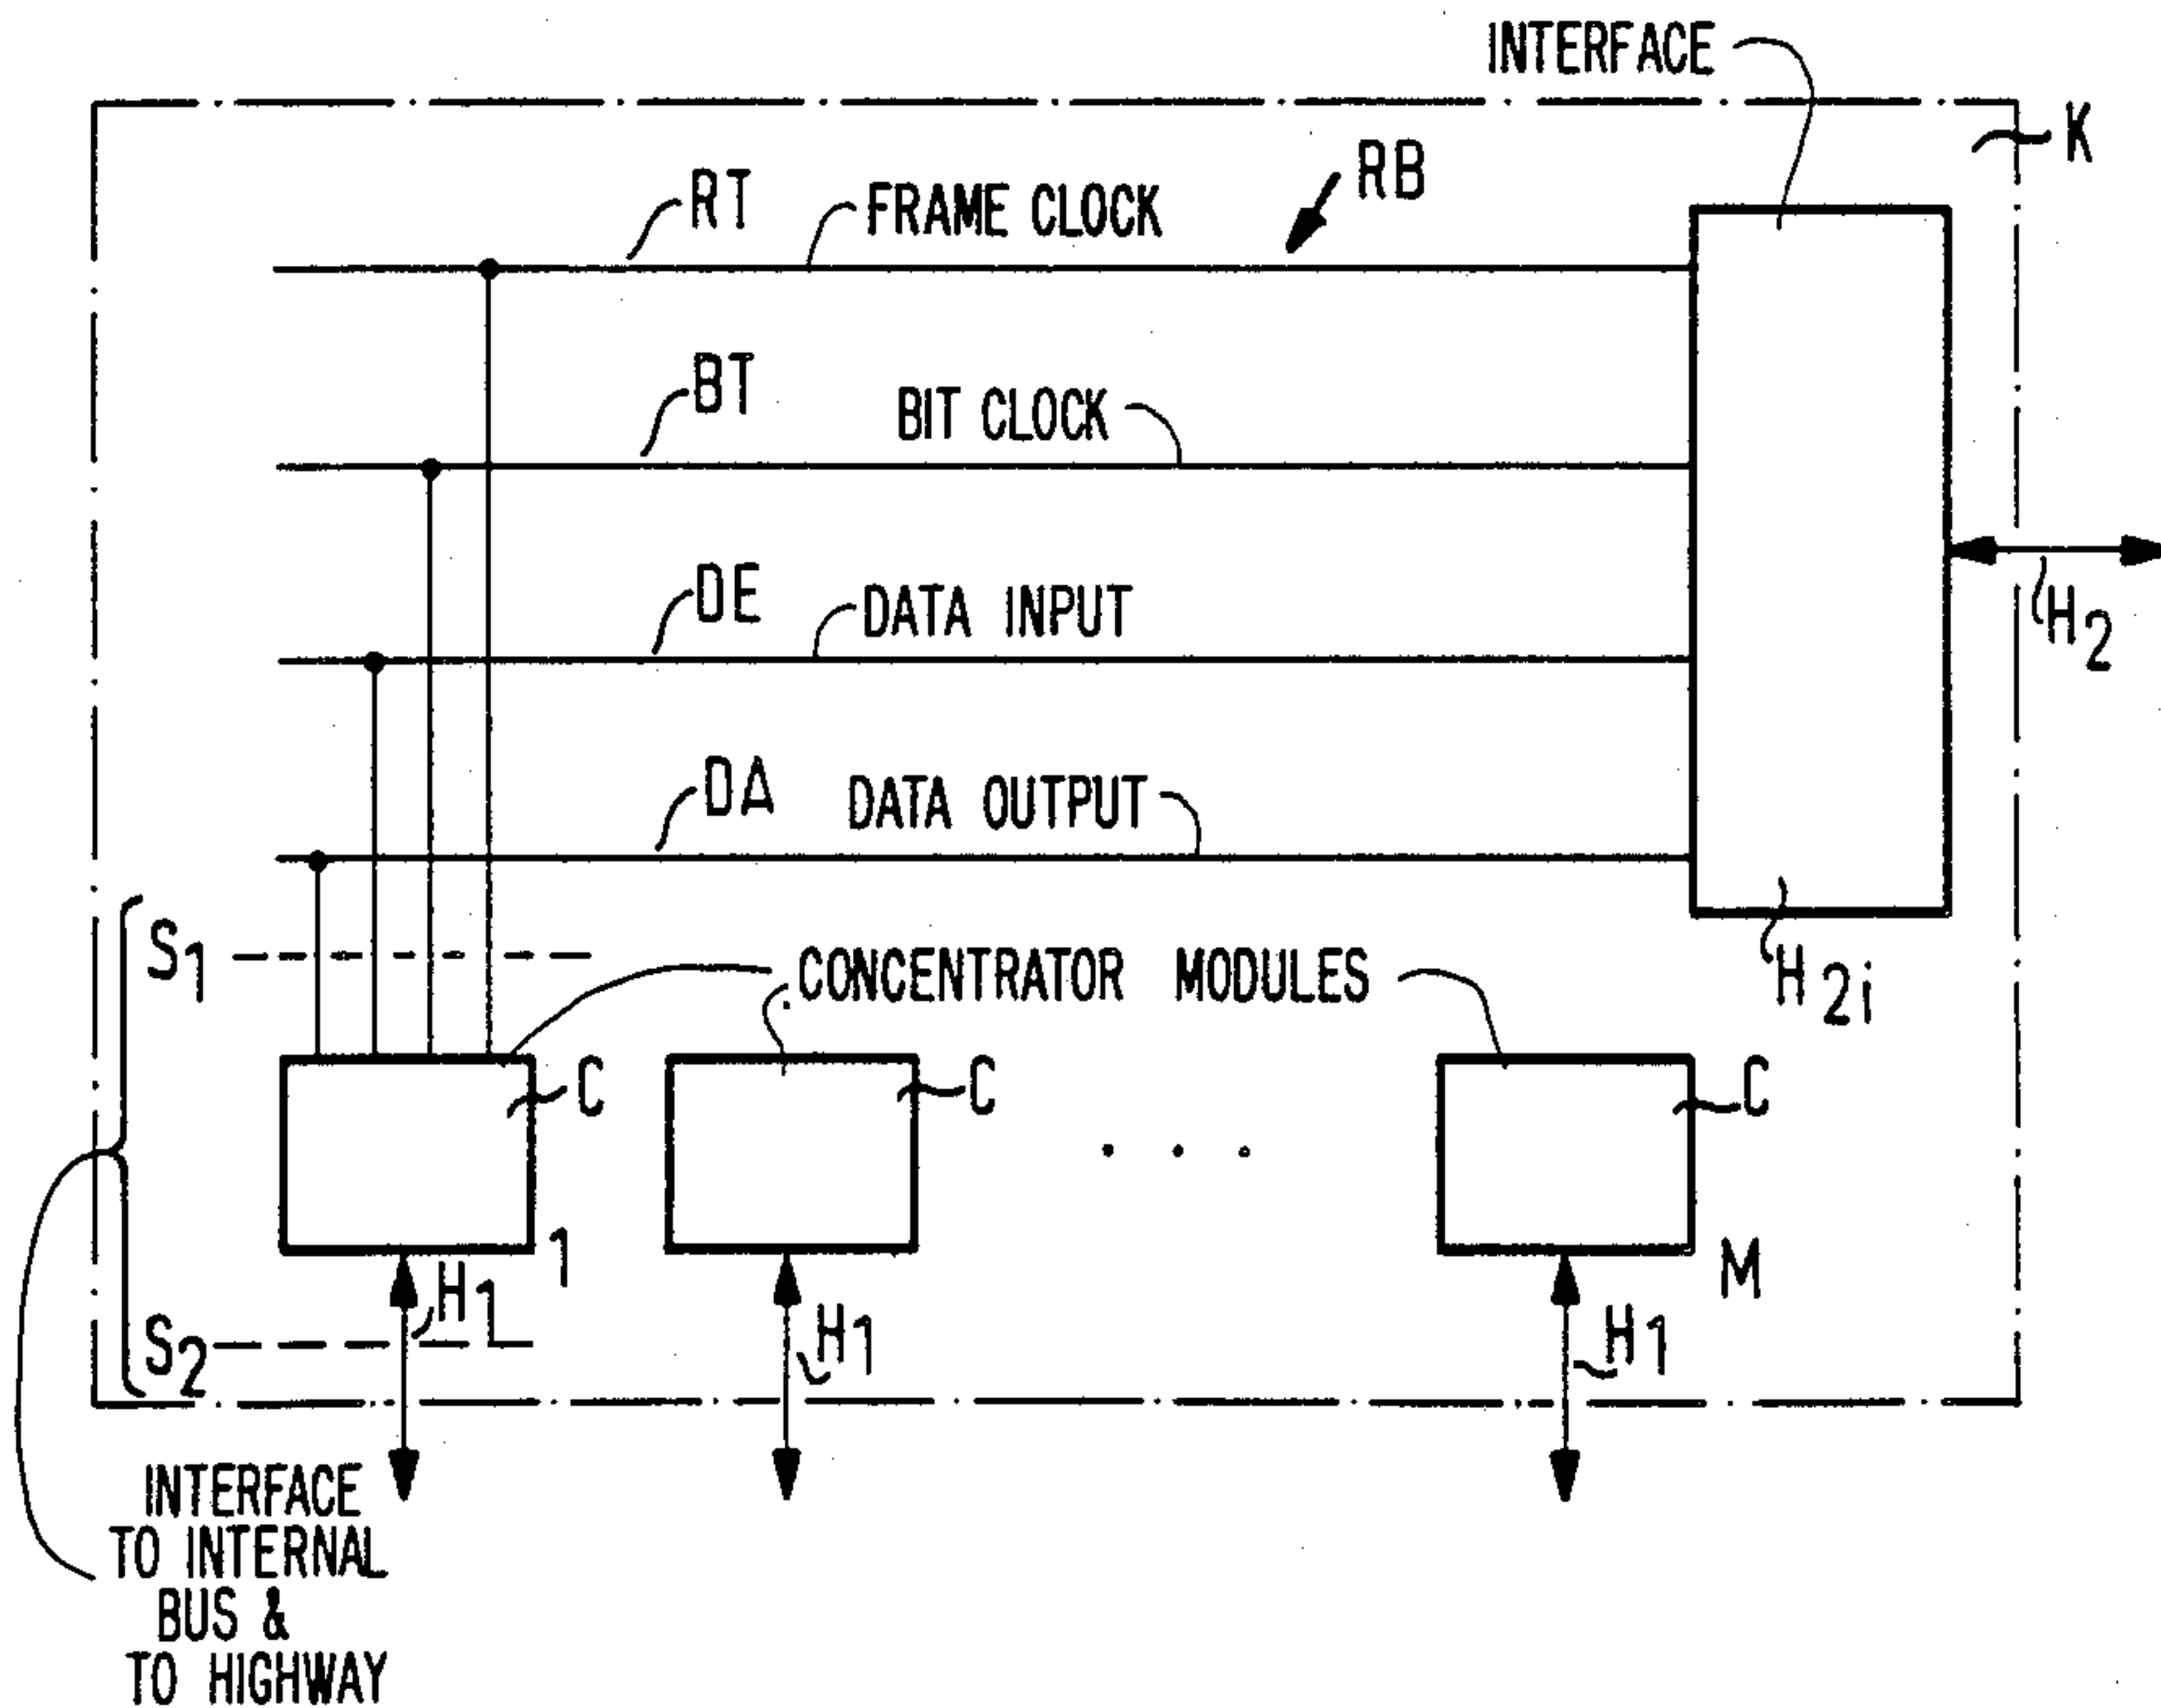 INTERFACE
K
RT
FRAME CLOCK
RB
BT
BIT CLOCK
DE
DATA INPUT
H2
DA
DATA OUTPUT
S1
CONCENTRATOR MODULES
H2i
C
C
C
1
M
H1
H1
H1
S2
INTERFACE
TO INTERNAL
BUS &
TO HIGHWAY